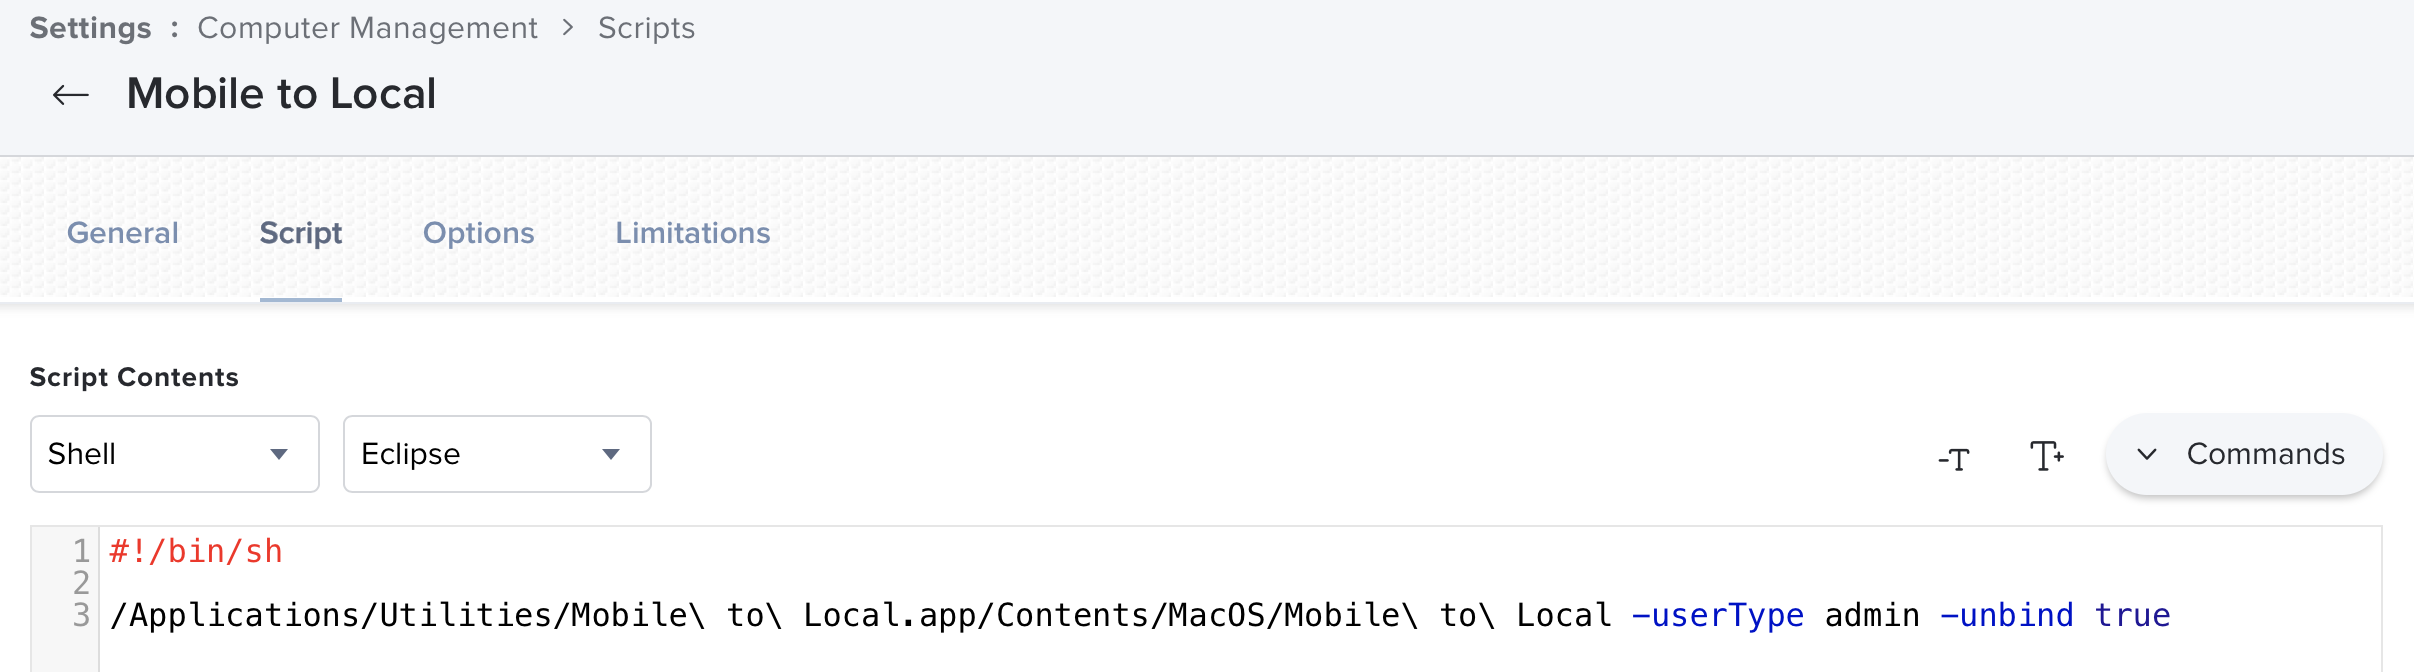 Settings : Computer Management > Scripts
← Mobile to Local
General Script Options Limitations
Script Contents
Shell Eclipse -T T+ Commands
1 #!/bin/sh
2
3 /Applications/Utilities/Mobile\ to\ Local.app/Contents/MacOS/Mobile\ to\ Local -userType admin -unbind true